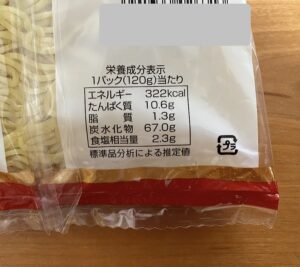 栄養成分表示
1パック(120g)当たり
エネルギー 322kcal
たんぱく質 10.6g
脂質 1.3g
炭水化物 67.0g
食塩相当量 2.3g
標準品分析による推定値
プラ